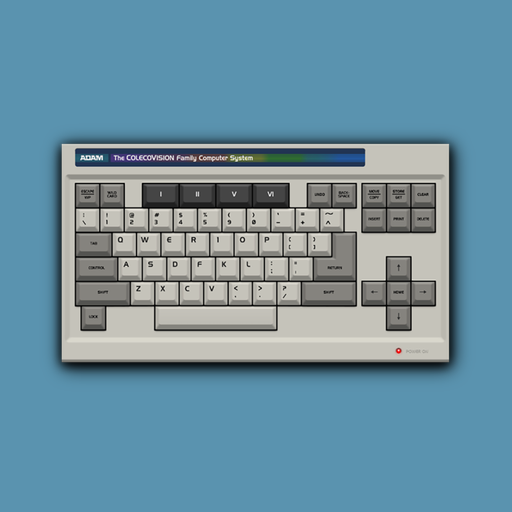 ADAM The COLECOVISION Family Computer System
ESCAPE WILD I II V VI UNDO BACK MOVE STORE CLEAR
WP CARD SPACE COPY GET
| ! @ # $ % ( ) ~
\ 1 2 3 5 9 0 ^ INSERT PRINT DELETE
TAB Q W E R I O P
CONTROL A S D F K L RETURN ↑
SHIFT Z X C V < > ? SHIFT ← HOME →
, . /
LOCK ↓
POWER ON